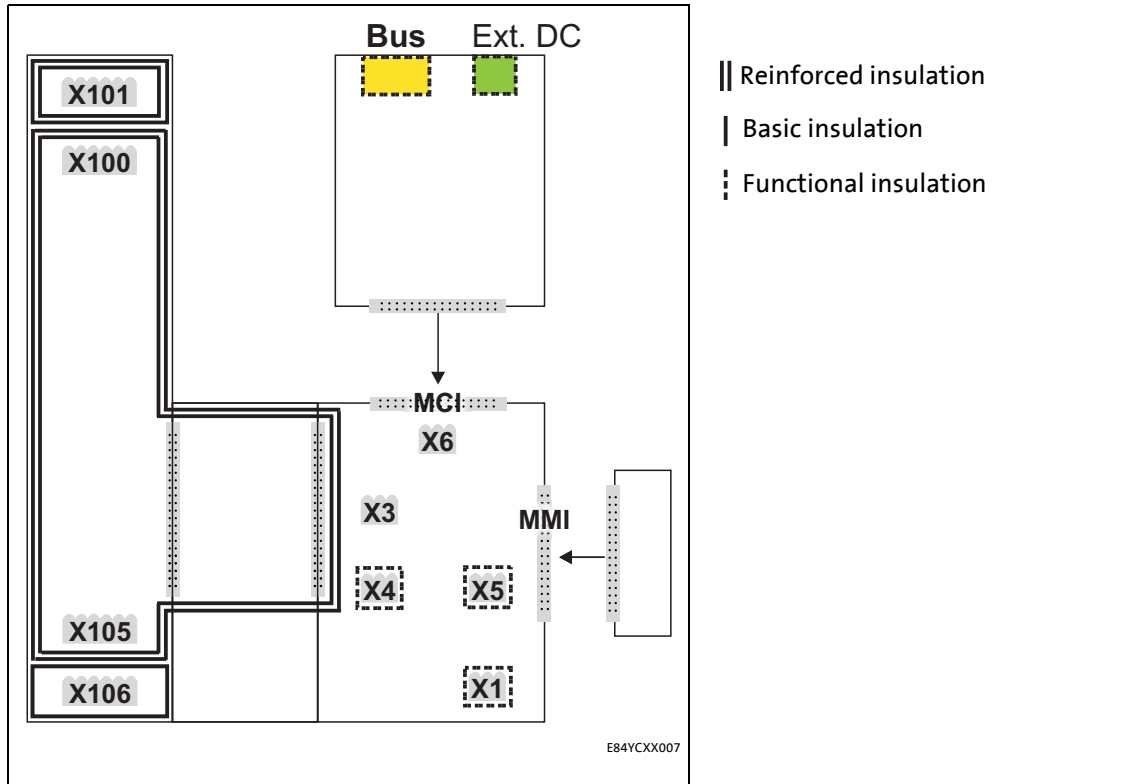 Bus Ext. DC
X101
X100
MCI
X6
X3
MMI
X4 X5
X105
X106
X1
E84YCXX007
Reinforced insulation
Basic insulation
Functional insulation